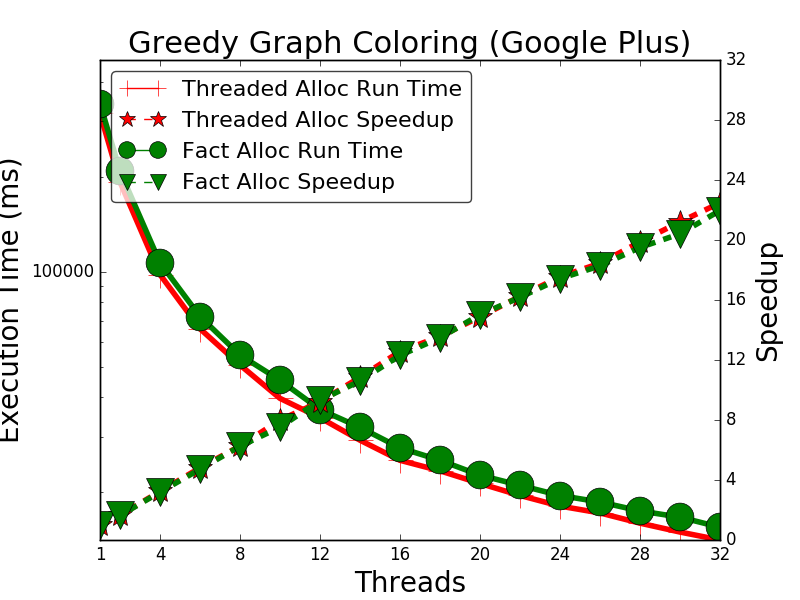 Greedy Graph Coloring (Google Plus)
Threaded Alloc Run Time
Threaded Alloc Speedup
Fact Alloc Run Time
Fact Alloc Speedup
Execution Time (ms)
100000
32
28
24
20
16
12
8
4
0
Speedup
1 4 8 12 16 20 24 28 32
Threads